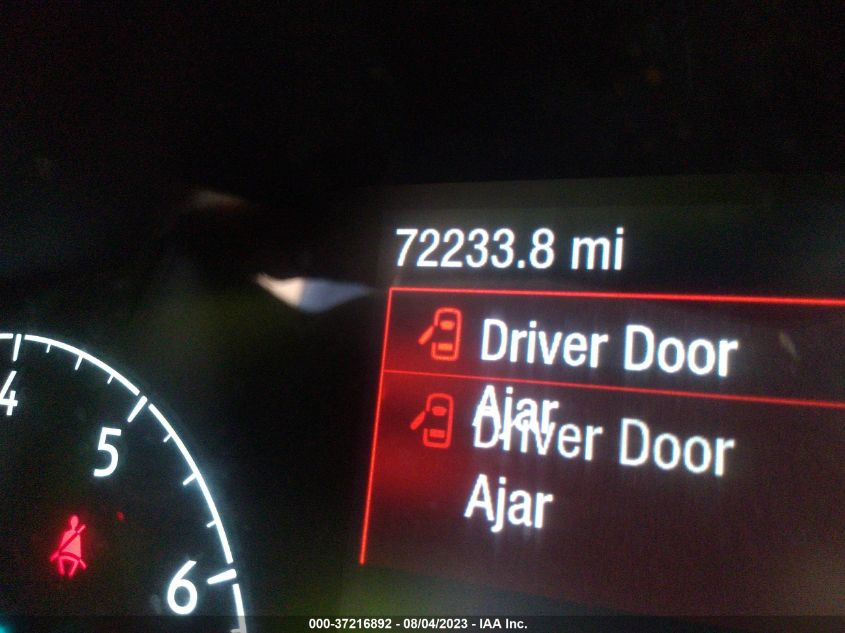 72233.8 mi
Driver Door
Ajar
Driver Door
Ajar
4
5
6
000-37216892 - 08/04/2023 - IAA Inc.